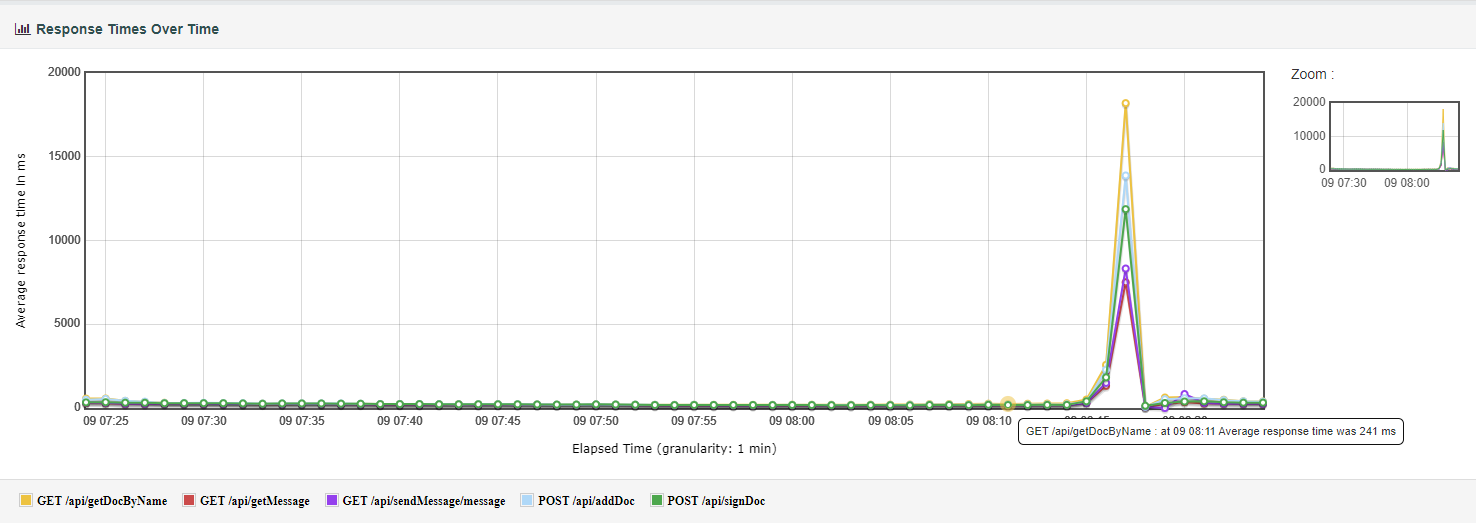 Response Times Over Time
20000
15000
10000
5000
0
Average response time in ms
09 07:25 09 07:30 09 07:35 09 07:40 09 07:45 09 07:50 09 07:55 09 08:00 09 08:05 09 08:10
Elapsed Time (granularity: 1 min)
GET /api/getDocByName : at 09 08:11 Average response time was 241 ms
Zoom :
20000
10000
0
09 07:30 09 08:00
GET /api/getDocByName GET /api/getMessage GET /api/sendMessage/message POST /api/addDoc POST /api/signDoc